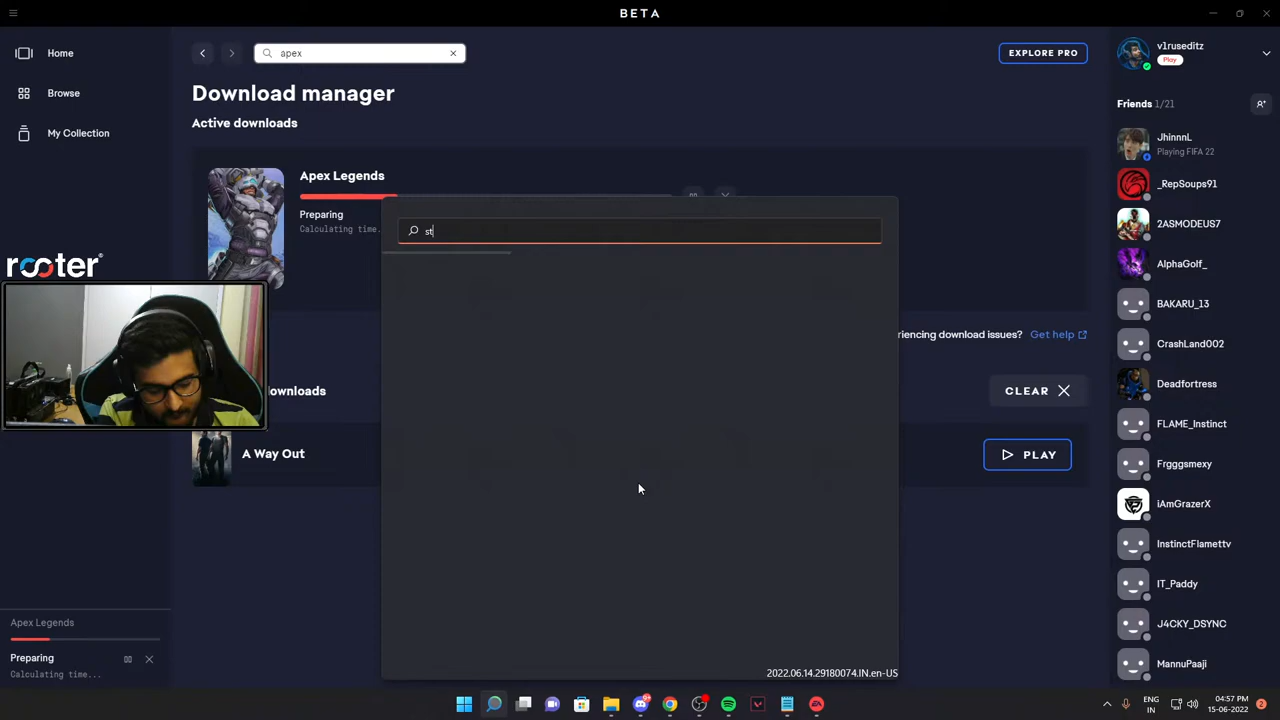 BETA
Home
Browse
My Collection
apex
EXPLORE PRO
v1ruseditz
Play
Download manager
Active downloads
Apex Legends
Preparing
Calculating time.
st
rooter®
riencing download issues? Get help
ownloads
CLEAR
A Way Out
PLAY
Friends 1/21
JhinnnL
Playing FIFA 22
_RepSoups91
2ASMODEUS7
AlphaGolf_
BAKARU_13
CrashLand002
Deadfortress
FLAME_Instinct
Frgggsmexy
iAmGrazerX
InstinctFlamettv
IT_Paddy
J4CKY_DSYNC
MannuPaaji
Apex Legends
Preparing
Calculating time...
2022.06.14.29180074.IN.en-US
ENG
IN
04:57 PM
15-06-2022
2